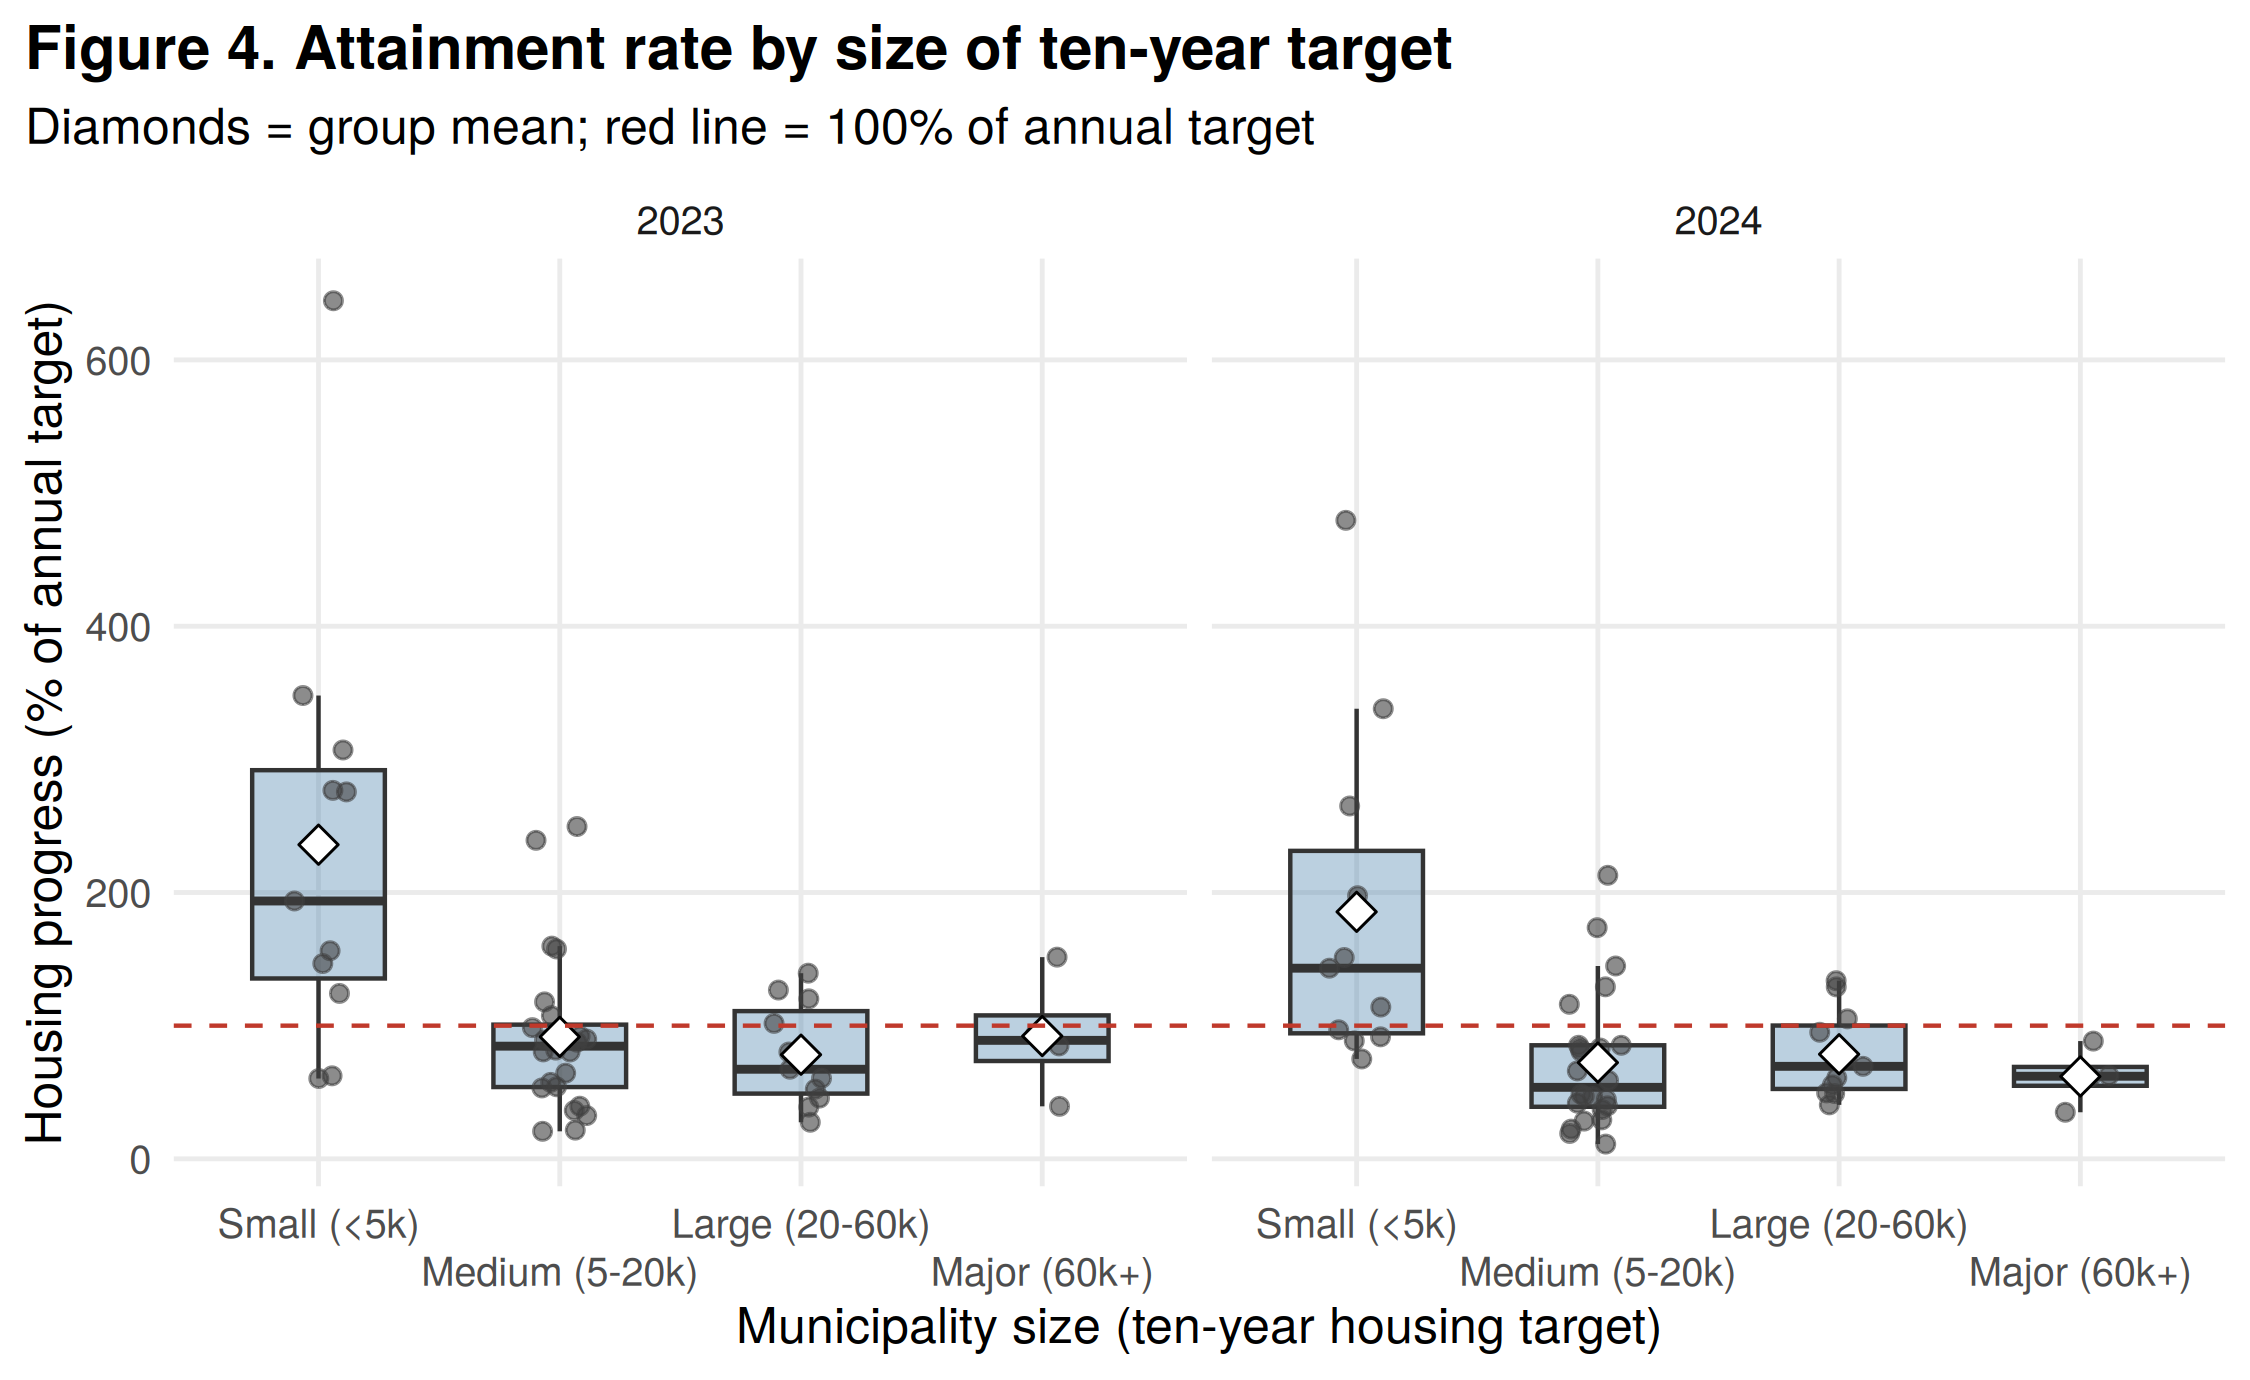 Figure 4. Attainment rate by size of ten-year target
Diamonds = group mean; red line = 100% of annual target
2023
2024
Housing progress (% of annual target)
600
400
200
0
Small (<5k)
Medium (5-20k)
Large (20-60k)
Major (60k+)
Small (<5k)
Medium (5-20k)
Large (20-60k)
Major (60k+)
Municipality size (ten-year housing target)